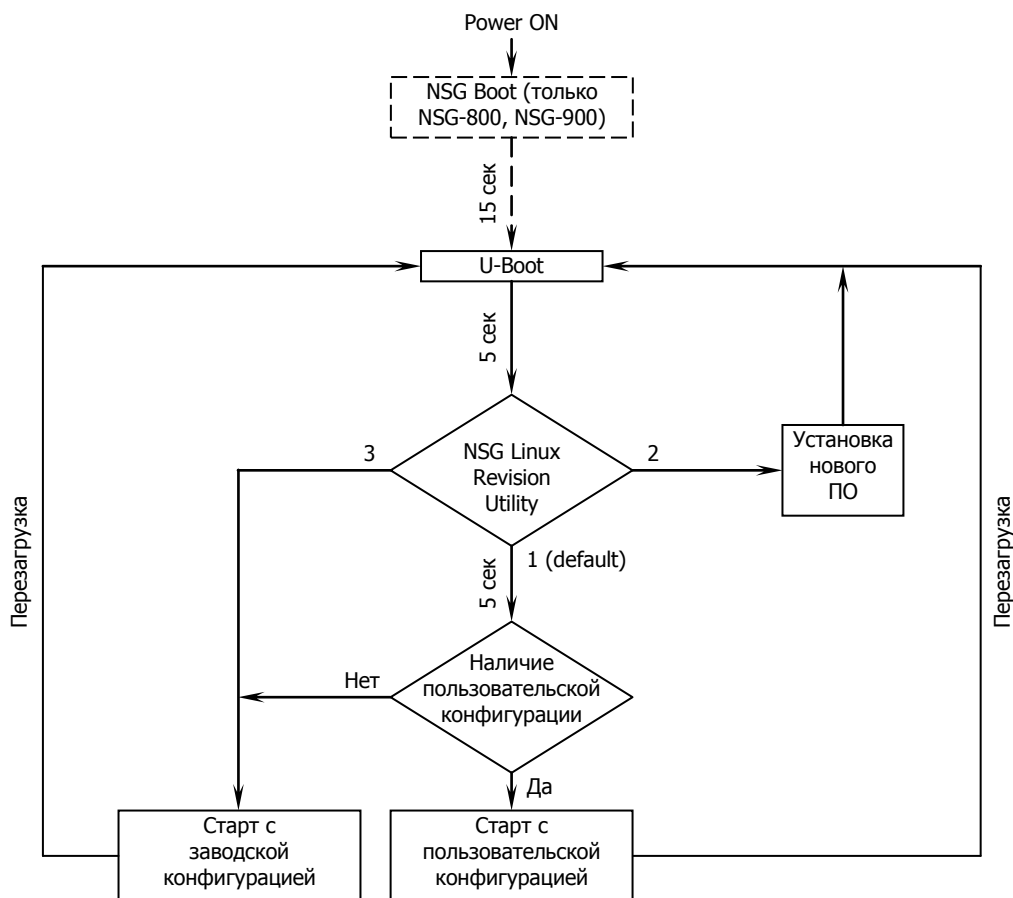 Power ON
NSG Boot (только
NSG-800, NSG-900)
15 сек
U-Boot
5 сек
3
NSG Linux
Revision
Utility
2
Установка
нового
ПО
1 (default)
5 сек
Перезагрузка
Перезагрузка
Наличие
пользовательской
конфигурации
Нет
Да
Старт с
заводской
конфигурацией
Старт с
пользовательской
конфигурацией